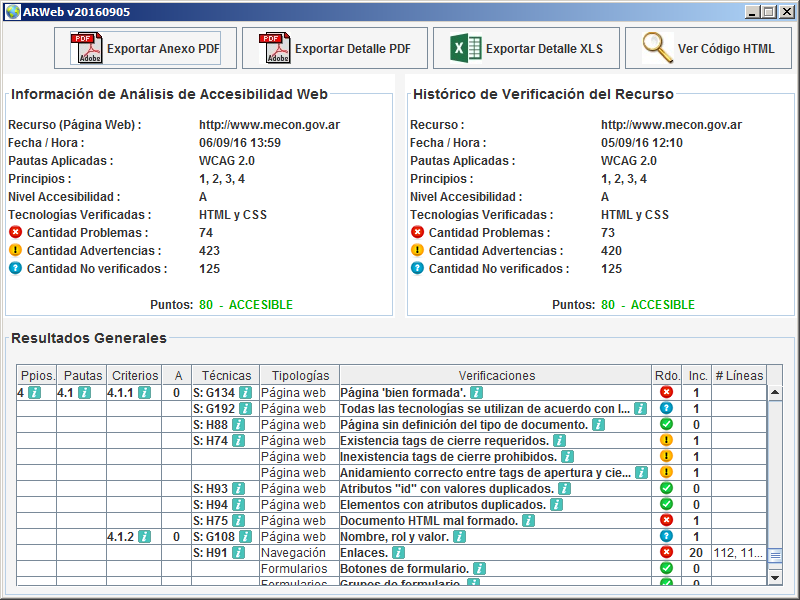 ARWeb v20160905
PDF Adobe Exportar Anexo PDF
PDF Adobe Exportar Detalle PDF
Exportar Detalle XLS
Ver Código HTML
Información de Análisis de Accesibilidad Web
Recurso (Página Web) : http://www.mecon.gov.ar
Fecha / Hora : 06/09/16 13:59
Pautas Aplicadas : WCAG 2.0
Principios : 1, 2, 3, 4
Nivel Accesibilidad : A
Tecnologías Verificadas : HTML y CSS
Cantidad Problemas : 74
Cantidad Advertencias : 423
Cantidad No verificados : 125
Puntos: 80 - ACCESIBLE
Histórico de Verificación del Recurso
Recurso : http://www.mecon.gov.ar
Fecha / Hora : 05/09/16 12:10
Pautas Aplicadas : WCAG 2.0
Principios : 1, 2, 3, 4
Nivel Accesibilidad : A
Tecnologías Verificadas : HTML y CSS
Cantidad Problemas : 73
Cantidad Advertencias : 420
Cantidad No verificados : 125
Puntos: 80 - ACCESIBLE
Resultados Generales
Ppios. Pautas Criterios A Técnicas Tipologías Verificaciones Rdo. Inc. # Líneas
4 4.1 4.1.1 0 S: G134 Página web Página 'bien formada'. 1
S: G192 Página web Todas las tecnologías se utilizan de acuerdo con l... 1
S: H88 Página web Página sin definición del tipo de documento. 0
S: H74 Página web Existencia tags de cierre requeridos. 1
Página web Inexistencia tags de cierre prohibidos. 1
Página web Anidamiento correcto entre tags de apertura y cie... 1
S: H93 Página web Atributos "id" con valores duplicados. 0
S: H94 Página web Elementos con atributos duplicados. 0
S: H75 Página web Documento HTML mal formado. 1
4.1.2 0 S: G108 Página web Nombre, rol y valor. 1
S: H91 Navegación Enlaces. 20 112, 11...
Formularios Botones de formulario. 0
Formularios Grupos de formulario. 0